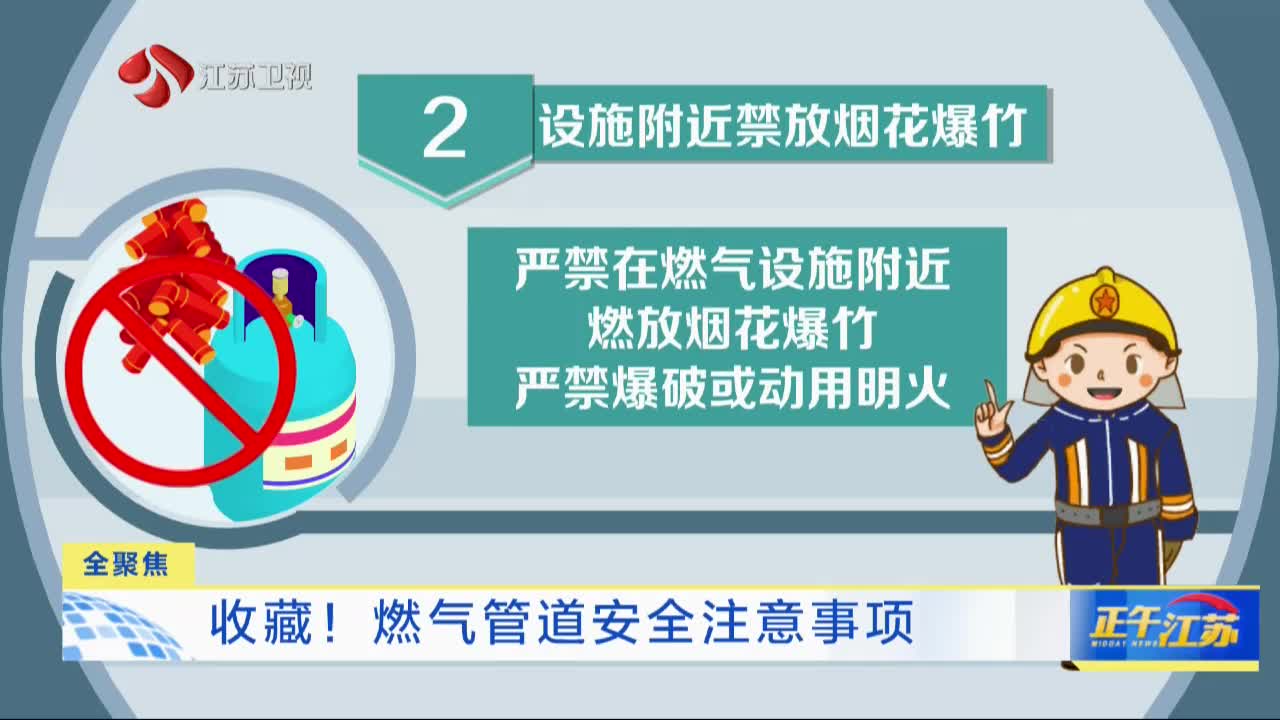 江苏卫视
2
设施附近禁放烟花爆竹
严禁在燃气设施附近
燃放烟花爆竹
严禁爆破或动用明火
全聚焦
收藏！燃气管道安全注意事项
正午江苏
MIDDAY NEWS